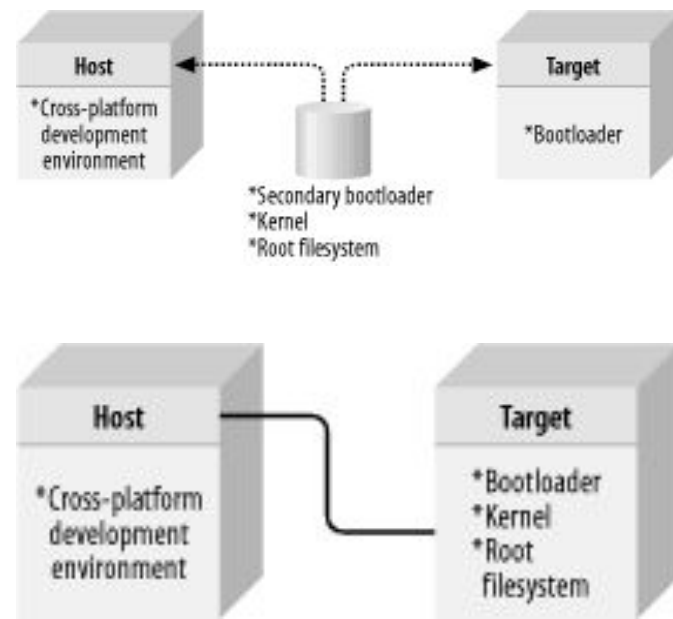 Host
*Cross-platform
development
environment
Target
*Bootloader
*Secondary bootloader
*Kernel
*Root filesystem
Host
*Cross-platform
development
environment
Target
*Bootloader
*Kernel
*Root
filesystem